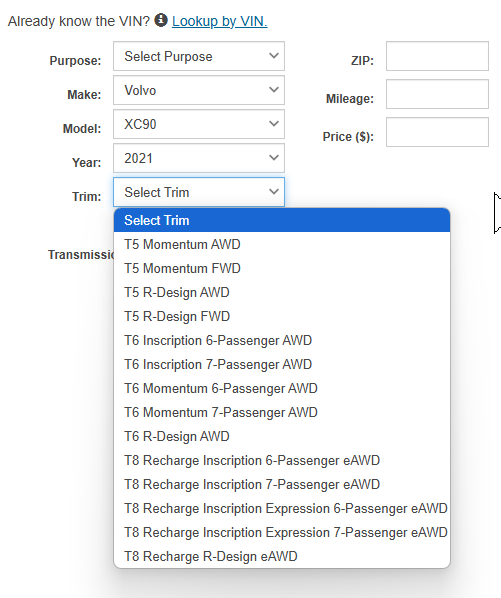 Already know the VIN? Lookup by VIN.
Purpose: Select Purpose
ZIP:
Make: Volvo
Mileage:
Model: XC90
Price ($):
Year: 2021
Trim: Select Trim
Select Trim
T5 Momentum AWD
Transmissi
T5 Momentum FWD
T5 R-Design AWD
T5 R-Design FWD
T6 Inscription 6-Passenger AWD
T6 Inscription 7-Passenger AWD
T6 Momentum 6-Passenger AWD
T6 Momentum 7-Passenger AWD
T6 R-Design AWD
T8 Recharge Inscription 6-Passenger eAWD
T8 Recharge Inscription 7-Passenger eAWD
T8 Recharge Inscription Expression 6-Passenger eAWD
T8 Recharge Inscription Expression 7-Passenger eAWD
T8 Recharge R-Design eAWD